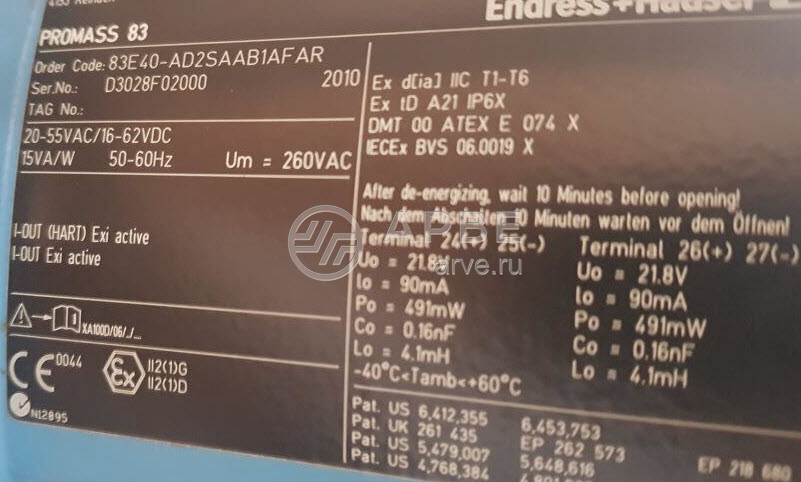 4153 Reinach
Endress+Hauser
PROMASS 83
Order Code: 83E40-AD2SAAB1AFAR
Ser.No.: D3028F02000 2010
TAG No.:
20-55VAC/16-62VDC
15VA/W 50-60Hz Um = 260VAC
I-OUT (HART) Exi active
I-OUT Exi active
XA100D/06/../..
0044
II2(1)G
II2(1)D
N12895
Ex d[ia] IIC T1-T6
Ex tD A21 IP6X
DMT 00 ATEX E 074 X
IECEx BVS 06.0019 X
After de-energizing, wait 10 Minutes before opening!
Nach dem Abschalten 10 Minuten warten vor dem Öffnen!
Terminal 24(+) 25(-)
Uo = 21.8V
Io = 90mA
Po = 491mW
Co = 0.16nF
Lo = 4.1mH
-40°C<Tamb<+60°C
Terminal 26(+) 27(-)
Uo = 21.8V
Io = 90mA
Po = 491mW
Co = 0.16nF
Lo = 4.1mH
Pat. US 6,412,355 6,453,753
Pat. UK 261 435 EP 262 573
Pat. US 5,479,007 5,648,616 EP 218 680
Pat. US 4,768,384
АРВЕ
arve.ru